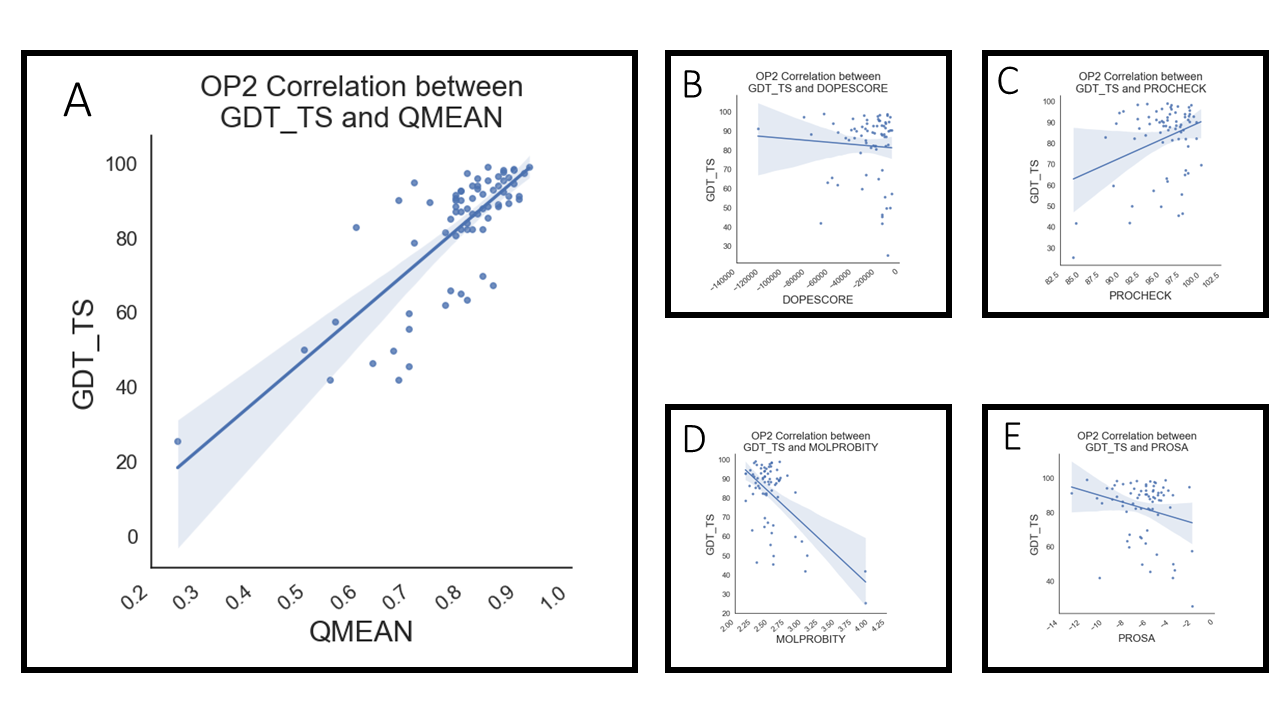 A
OP2 Correlation between
GDT_TS and QMEAN
GDT_TS
100
80
60
40
20
0
0.2 0.3 0.4 0.5 0.6 0.7 0.8 0.9 1.0
QMEAN
B
OP2 Correlation between
GDT_TS and DOPESCORE
GDT_TS
100
90
80
70
60
50
40
30
−140000 −120000 −100000 −80000 −60000 −40000 −20000 0
DOPESCORE
C
OP2 Correlation between
GDT_TS and PROCHECK
GDT_TS
100
90
80
70
60
50
40
30
82.5 85.0 87.5 90.0 92.5 95.0 97.5 100.0 102.5
PROCHECK
D
OP2 Correlation between
GDT_TS and MOLPROBITY
GDT_TS
100
90
80
70
60
50
40
30
20
2.00 2.25 2.50 2.75 3.00 3.25 3.50 3.75 4.00 4.25
MOLPROBITY
E
OP2 Correlation between
GDT_TS and PROSA
GDT_TS
100
80
60
40
−14 −12 −10 −8 −6 −4 −2 0
PROSA